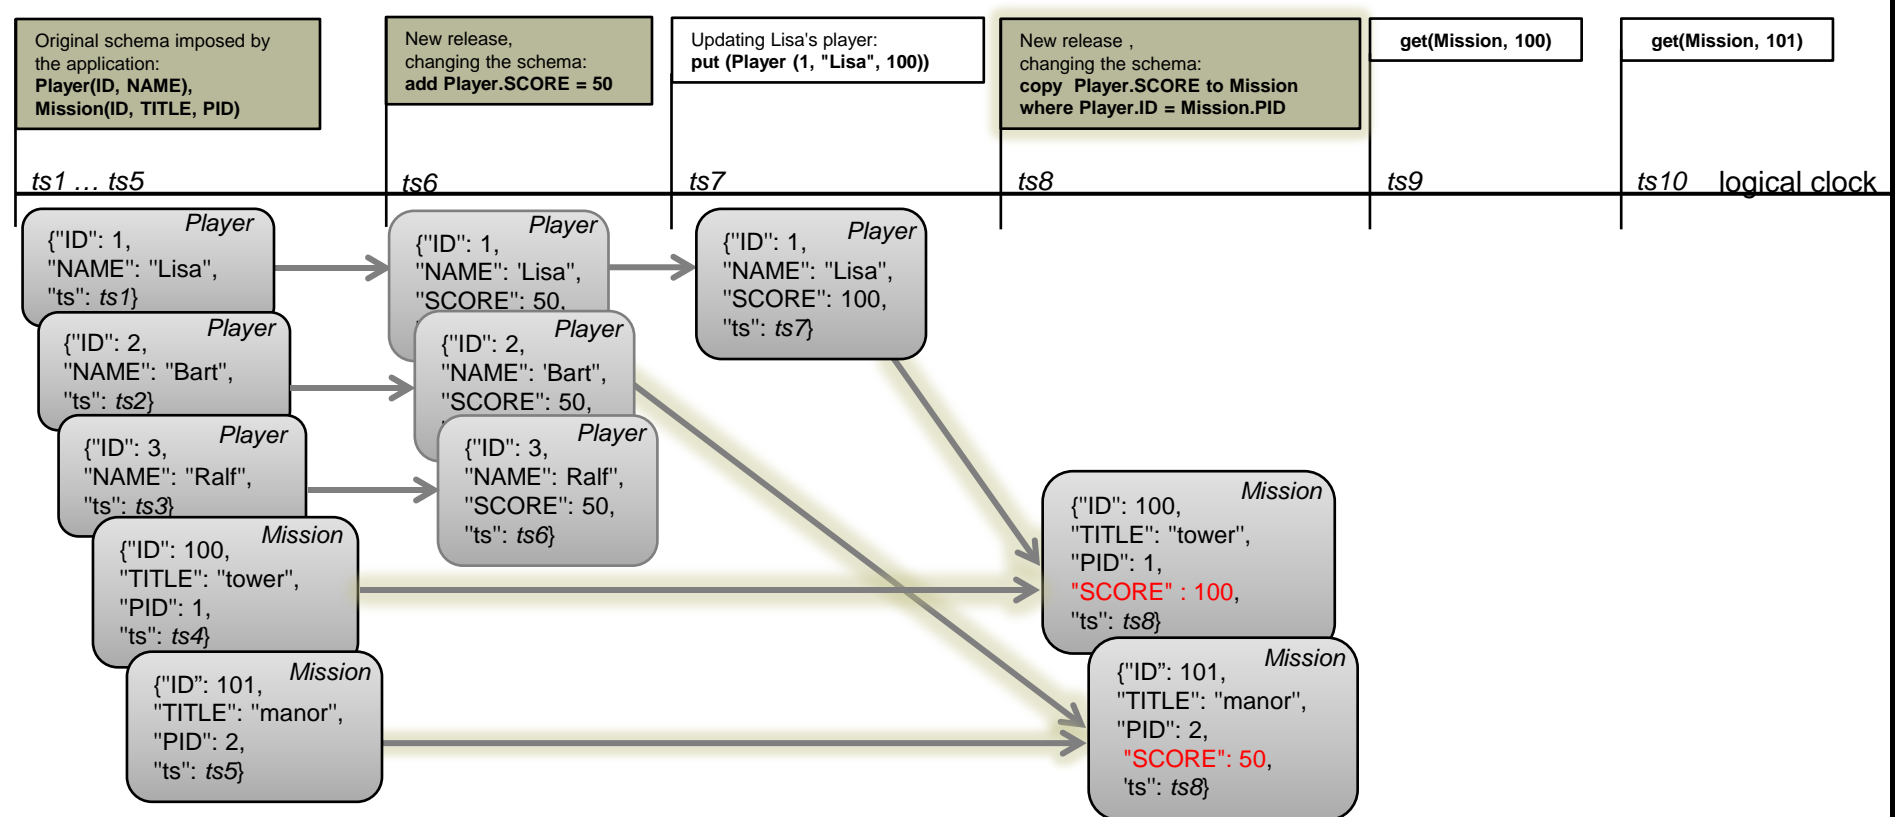 Original schema imposed by
the application:
Player(ID, NAME),
Mission(ID, TITLE, PID)
New release,
changing the schema:
add Player.SCORE = 50
Updating Lisa's player:
put (Player (1, "Lisa", 100))
New release ,
changing the schema:
copy Player.SCORE to Mission
where Player.ID = Mission.PID
get(Mission, 100)
get(Mission, 101)
ts1 … ts5
ts6
ts7
ts8
ts9
ts10
logical clock
Player
{"ID": 1,
"NAME": "Lisa",
"ts": ts1}
Player
{"ID": 2,
"NAME": "Bart",
"ts": ts2}
Player
{"ID": 3,
"NAME": "Ralf",
"ts": ts3}
Mission
{"ID": 100,
"TITLE": "tower",
"PID": 1,
"ts": ts4}
Mission
{"ID”: 101,
"TITLE": "manor",
"PID": 2,
"ts": ts5}
Player
{"ID": 1,
"NAME": 'Lisa",
"SCORE": 50,
Player
{"ID": 2,
"NAME": 'Bart",
"SCORE": 50,
Player
{"ID": 3,
"NAME": Ralf",
"SCORE": 50,
"ts": ts6}
Player
{"ID": 1,
"NAME": "Lisa",
"SCORE": 100,
"ts": ts7}
Mission
{"ID": 100,
"TITLE": "tower",
"PID": 1,
"SCORE" : 100,
"ts": ts8}
Mission
{"ID”: 101,
"TITLE": "manor",
"PID": 2,
"SCORE": 50,
'ts": ts8}